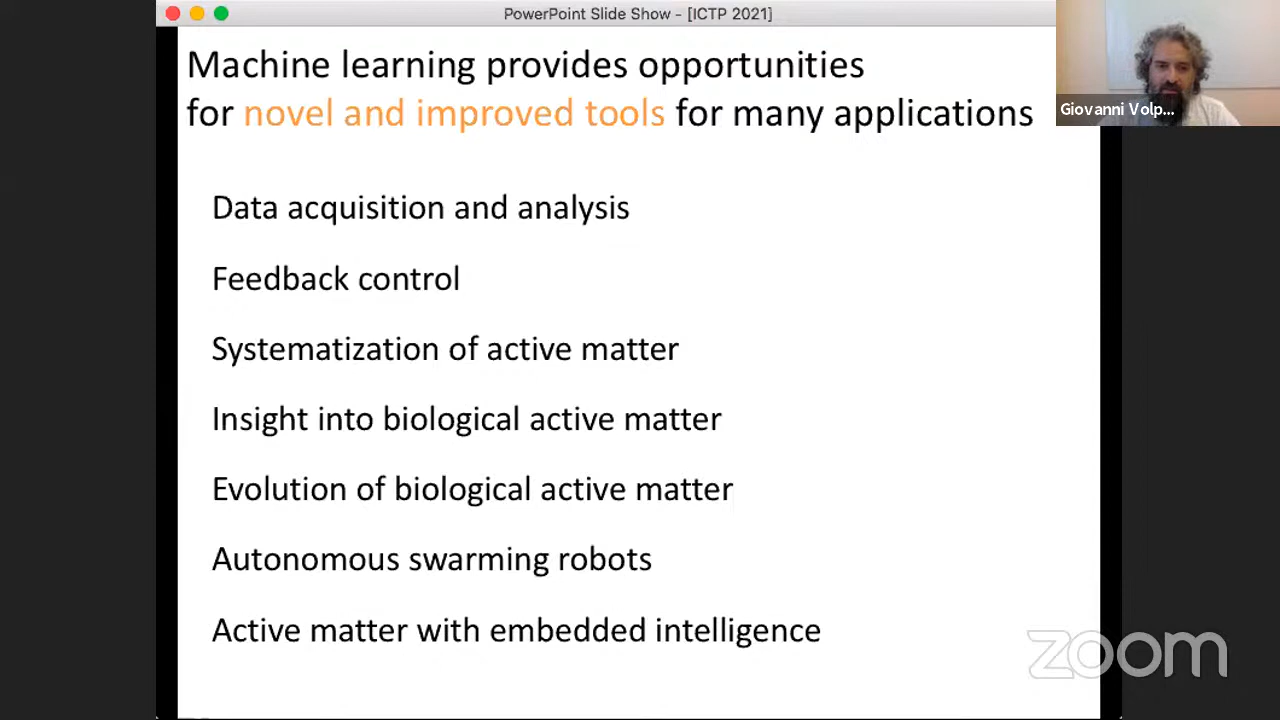 PowerPoint Slide Show - [ICTP 2021]
Machine learning provides opportunities
for novel and improved tools for many applications
Giovanni Volp...
Data acquisition and analysis
Feedback control
Systematization of active matter
Insight into biological active matter
Evolution of biological active matter
Autonomous swarming robots
Active matter with embedded intelligence
zoom